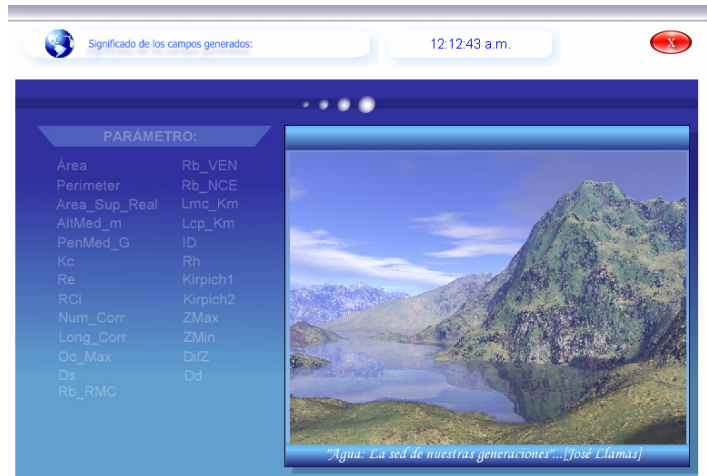 Significado de los campos generados:
12:12:43 a.m.
X
PARÁMETRO:
Área
Perimeter
Area_Sup_Real
AltMed_m
PenMed_G
Kc
Re
RCi
Num_Corr
Long_Corr
Oc_Max
Ds
Rb_RMC
Rb_VEN
Rb_NCE
Lmc_Km
Lcp_Km
ID
Rh
Kirpich1
Kirpich2
ZMax
ZMin
DifZ
Dd
"Agua: La sed de nuestras generaciones"...[José Llamas]